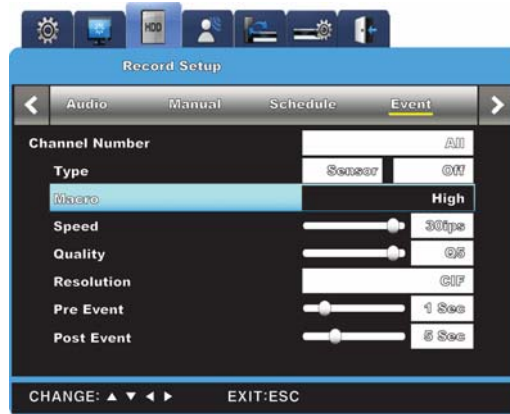 HDD
Record Setup
Audio Manual Schedule Event
Channel Number All
Type Sensor Off
Macro High
Speed 30ips
Quality Q5
Resolution CIF
Pre Event 1 Sec
Post Event 5 Sec
CHANGE: ▲ ▼ ◀ ▶ EXIT:ESC